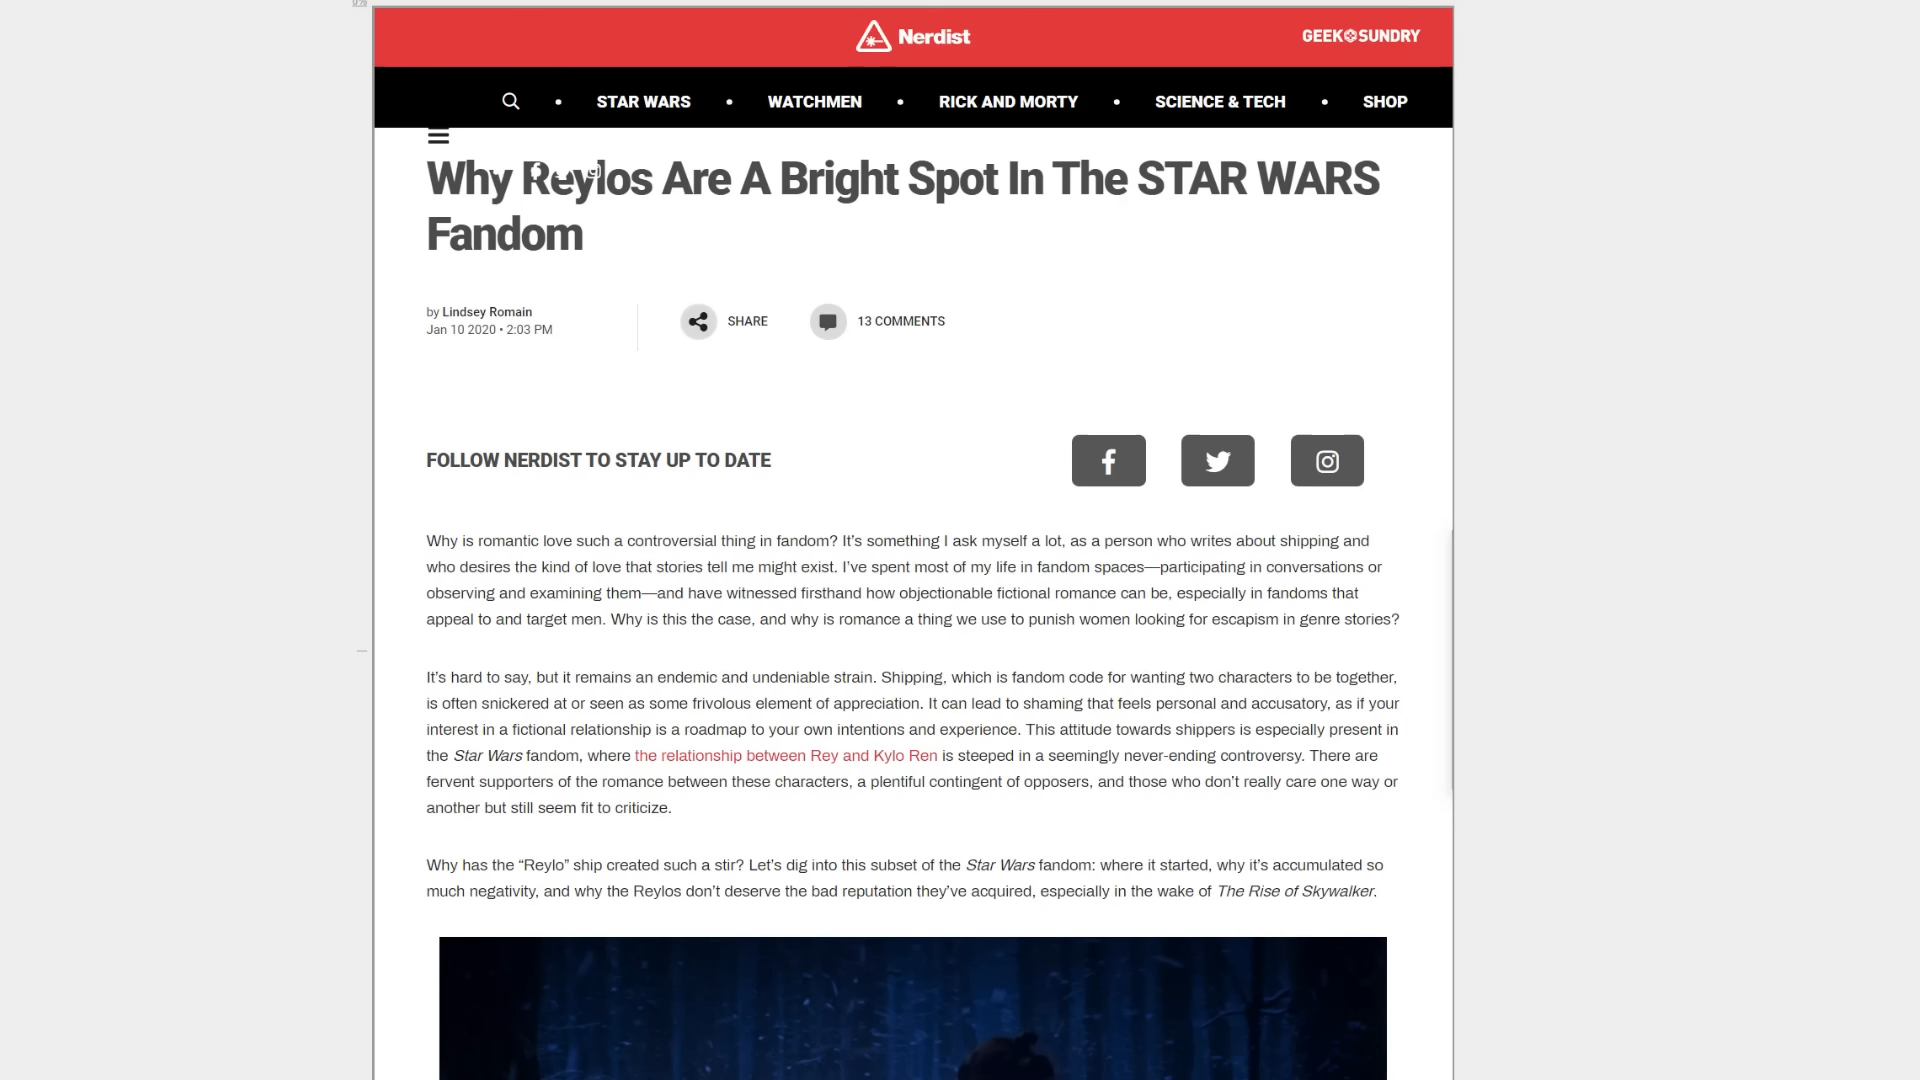 0%
Nerdist
GEEK SUNDRY
• STAR WARS • WATCHMEN • RICK AND MORTY • SCIENCE & TECH • SHOP
Why Reylos Are A Bright Spot In The STAR WARS
Fandom
by Lindsey Romain
Jan 10 2020 • 2:03 PM
SHARE
13 COMMENTS
FOLLOW NERDIST TO STAY UP TO DATE
Why is romantic love such a controversial thing in fandom? It’s something I ask myself a lot, as a person who writes about shipping and
who desires the kind of love that stories tell me might exist. I’ve spent most of my life in fandom spaces—participating in conversations or
observing and examining them—and have witnessed firsthand how objectionable fictional romance can be, especially in fandoms that
appeal to and target men. Why is this the case, and why is romance a thing we use to punish women looking for escapism in genre stories?
It’s hard to say, but it remains an endemic and undeniable strain. Shipping, which is fandom code for wanting two characters to be together,
is often snickered at or seen as some frivolous element of appreciation. It can lead to shaming that feels personal and accusatory, as if your
interest in a fictional relationship is a roadmap to your own intentions and experience. This attitude towards shippers is especially present in
the Star Wars fandom, where the relationship between Rey and Kylo Ren is steeped in a seemingly never-ending controversy. There are
fervent supporters of the romance between these characters, a plentiful contingent of opposers, and those who don’t really care one way or
another but still seem fit to criticize.
Why has the “Reylo” ship created such a stir? Let’s dig into this subset of the Star Wars fandom: where it started, why it’s accumulated so
much negativity, and why the Reylos don’t deserve the bad reputation they’ve acquired, especially in the wake of The Rise of Skywalker.